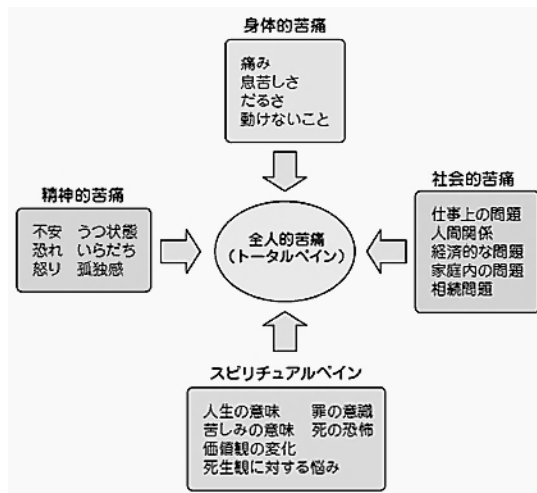 身体的苦痛
痛み
息苦しさ
だるさ
動けないこと
精神的苦痛
不安　うつ状態
恐れ　いらだち
怒り　孤独感
全人的苦痛
（トータルペイン）
社会的苦痛
仕事上の問題
人間関係
経済的な問題
家庭内の問題
相続問題
スピリチュアルペイン
人生の意味　罪の意識
苦しみの意味　死の恐怖
価値観の変化
死生観に対する悩み